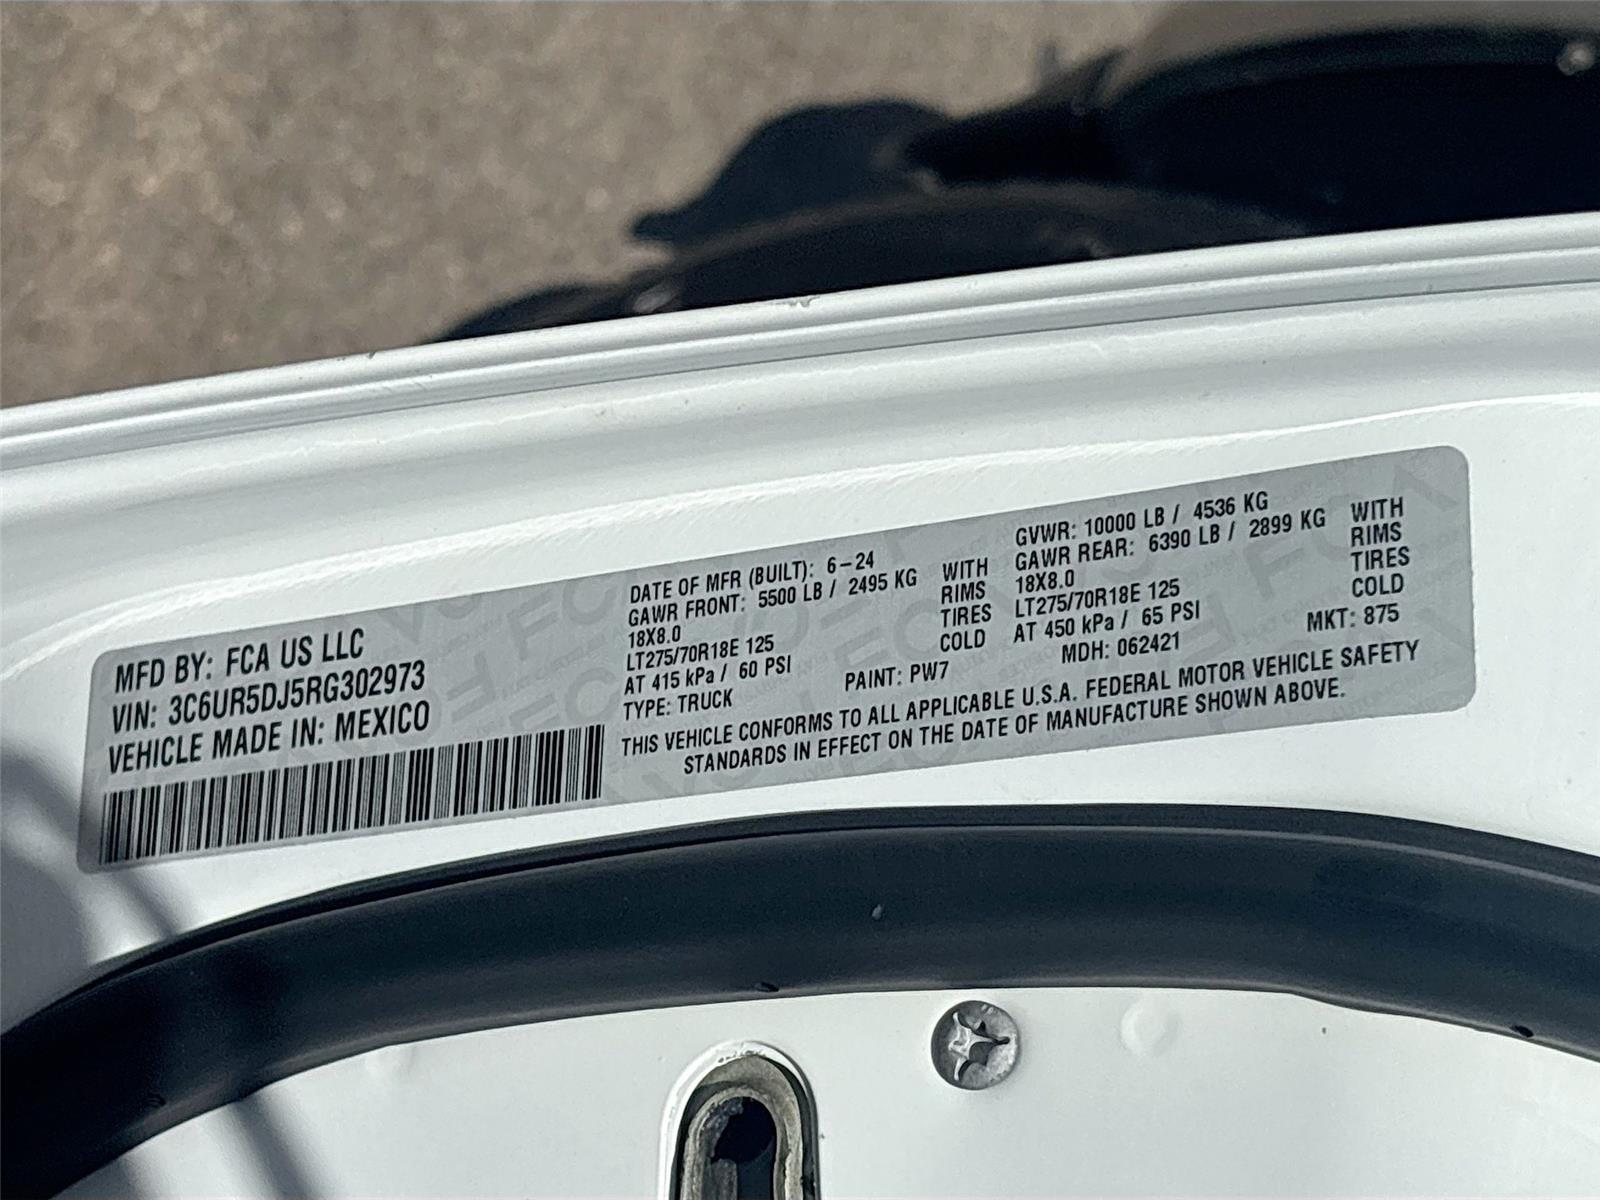 MFD BY: FCA US LLC
VIN: 3C6UR5DJ5RG302973
VEHICLE MADE IN: MEXICO
DATE OF MFR (BUILT): 6-24
GAWR FRONT: 5500 LB / 2495 KG WITH
18X8.0 RIMS
LT275/70R18E 125 TIRES
AT 415 kPa / 60 PSI COLD
TYPE: TRUCK
PAINT: PW7
GVWR: 10000 LB / 4536 KG
GAWR REAR: 6390 LB / 2899 KG WITH
18X8.0 RIMS
LT275/70R18E 125 TIRES
AT 450 kPa / 65 PSI COLD
MDH: 062421
MKT: 875
THIS VEHICLE CONFORMS TO ALL APPLICABLE U.S.A. FEDERAL MOTOR VEHICLE SAFETY
STANDARDS IN EFFECT ON THE DATE OF MANUFACTURE SHOWN ABOVE.